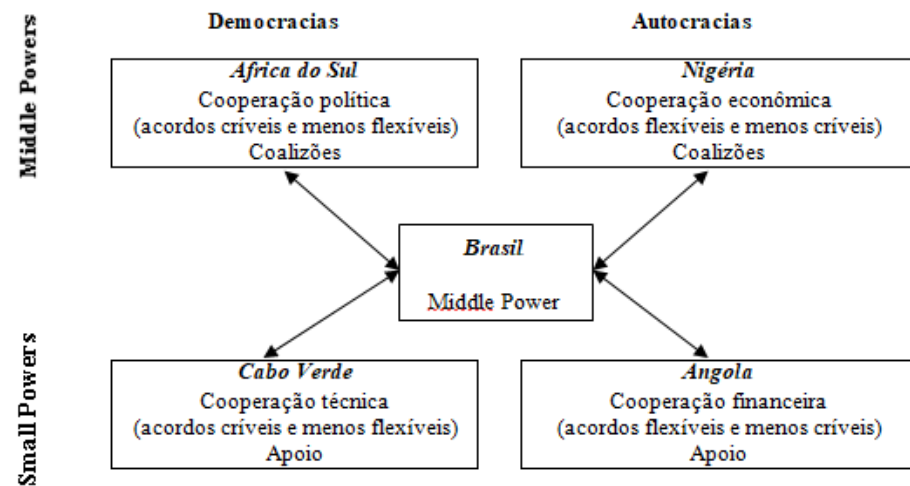 Democracias
Autocracias
Middle Powers
Africa do Sul
Cooperação política
(acordos críveis e menos flexíveis)
Coalizões
Nigéria
Cooperação econômica
(acordos flexíveis e menos críveis)
Coalizões
Brasil
Middle Power
Small Powers
Cabo Verde
Cooperação técnica
(acordos críveis e menos flexíveis)
Apoio
Angola
Cooperação financeira
(acordos flexíveis e menos críveis)
Apoio